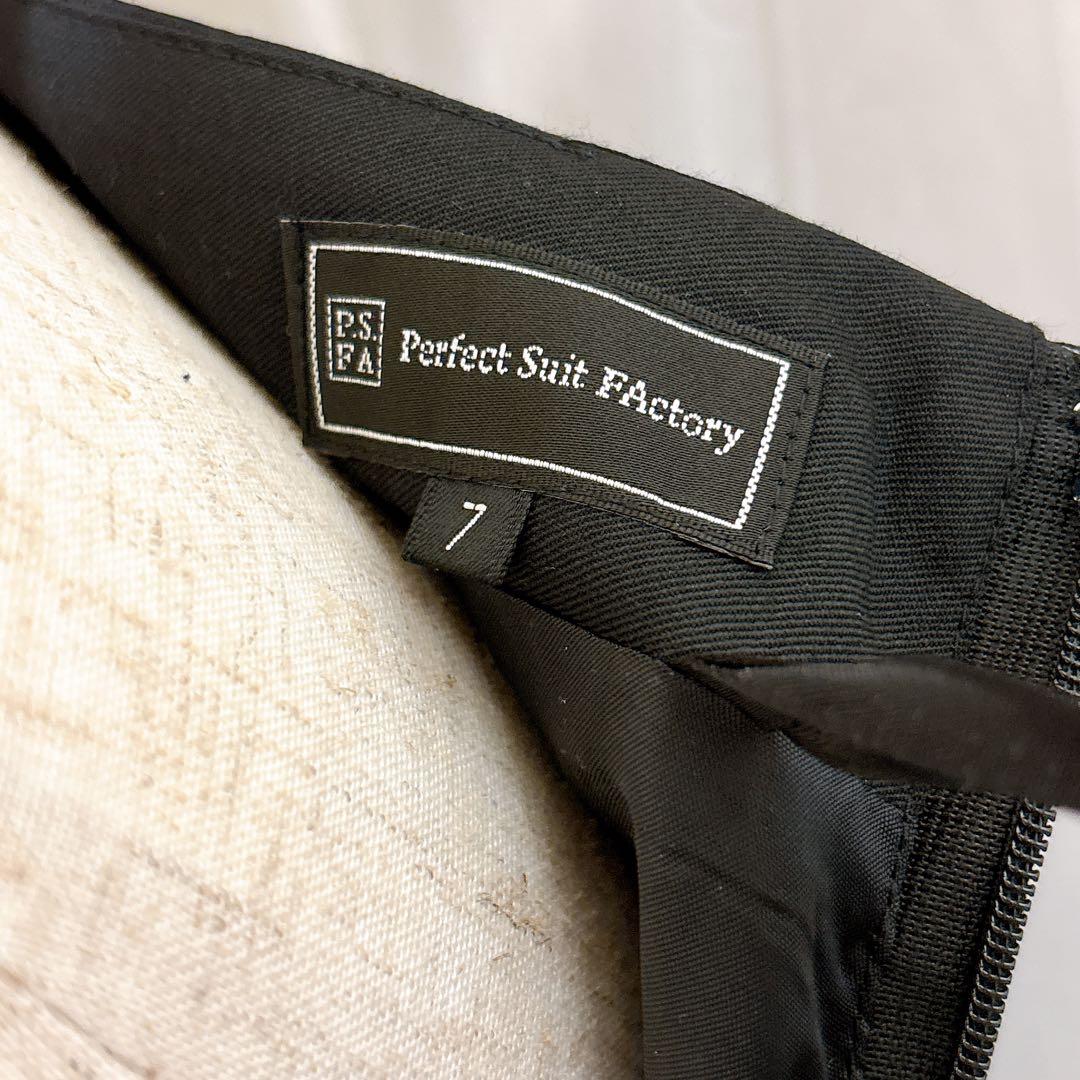 P.S.
FA
Perfect Suit FActory
7